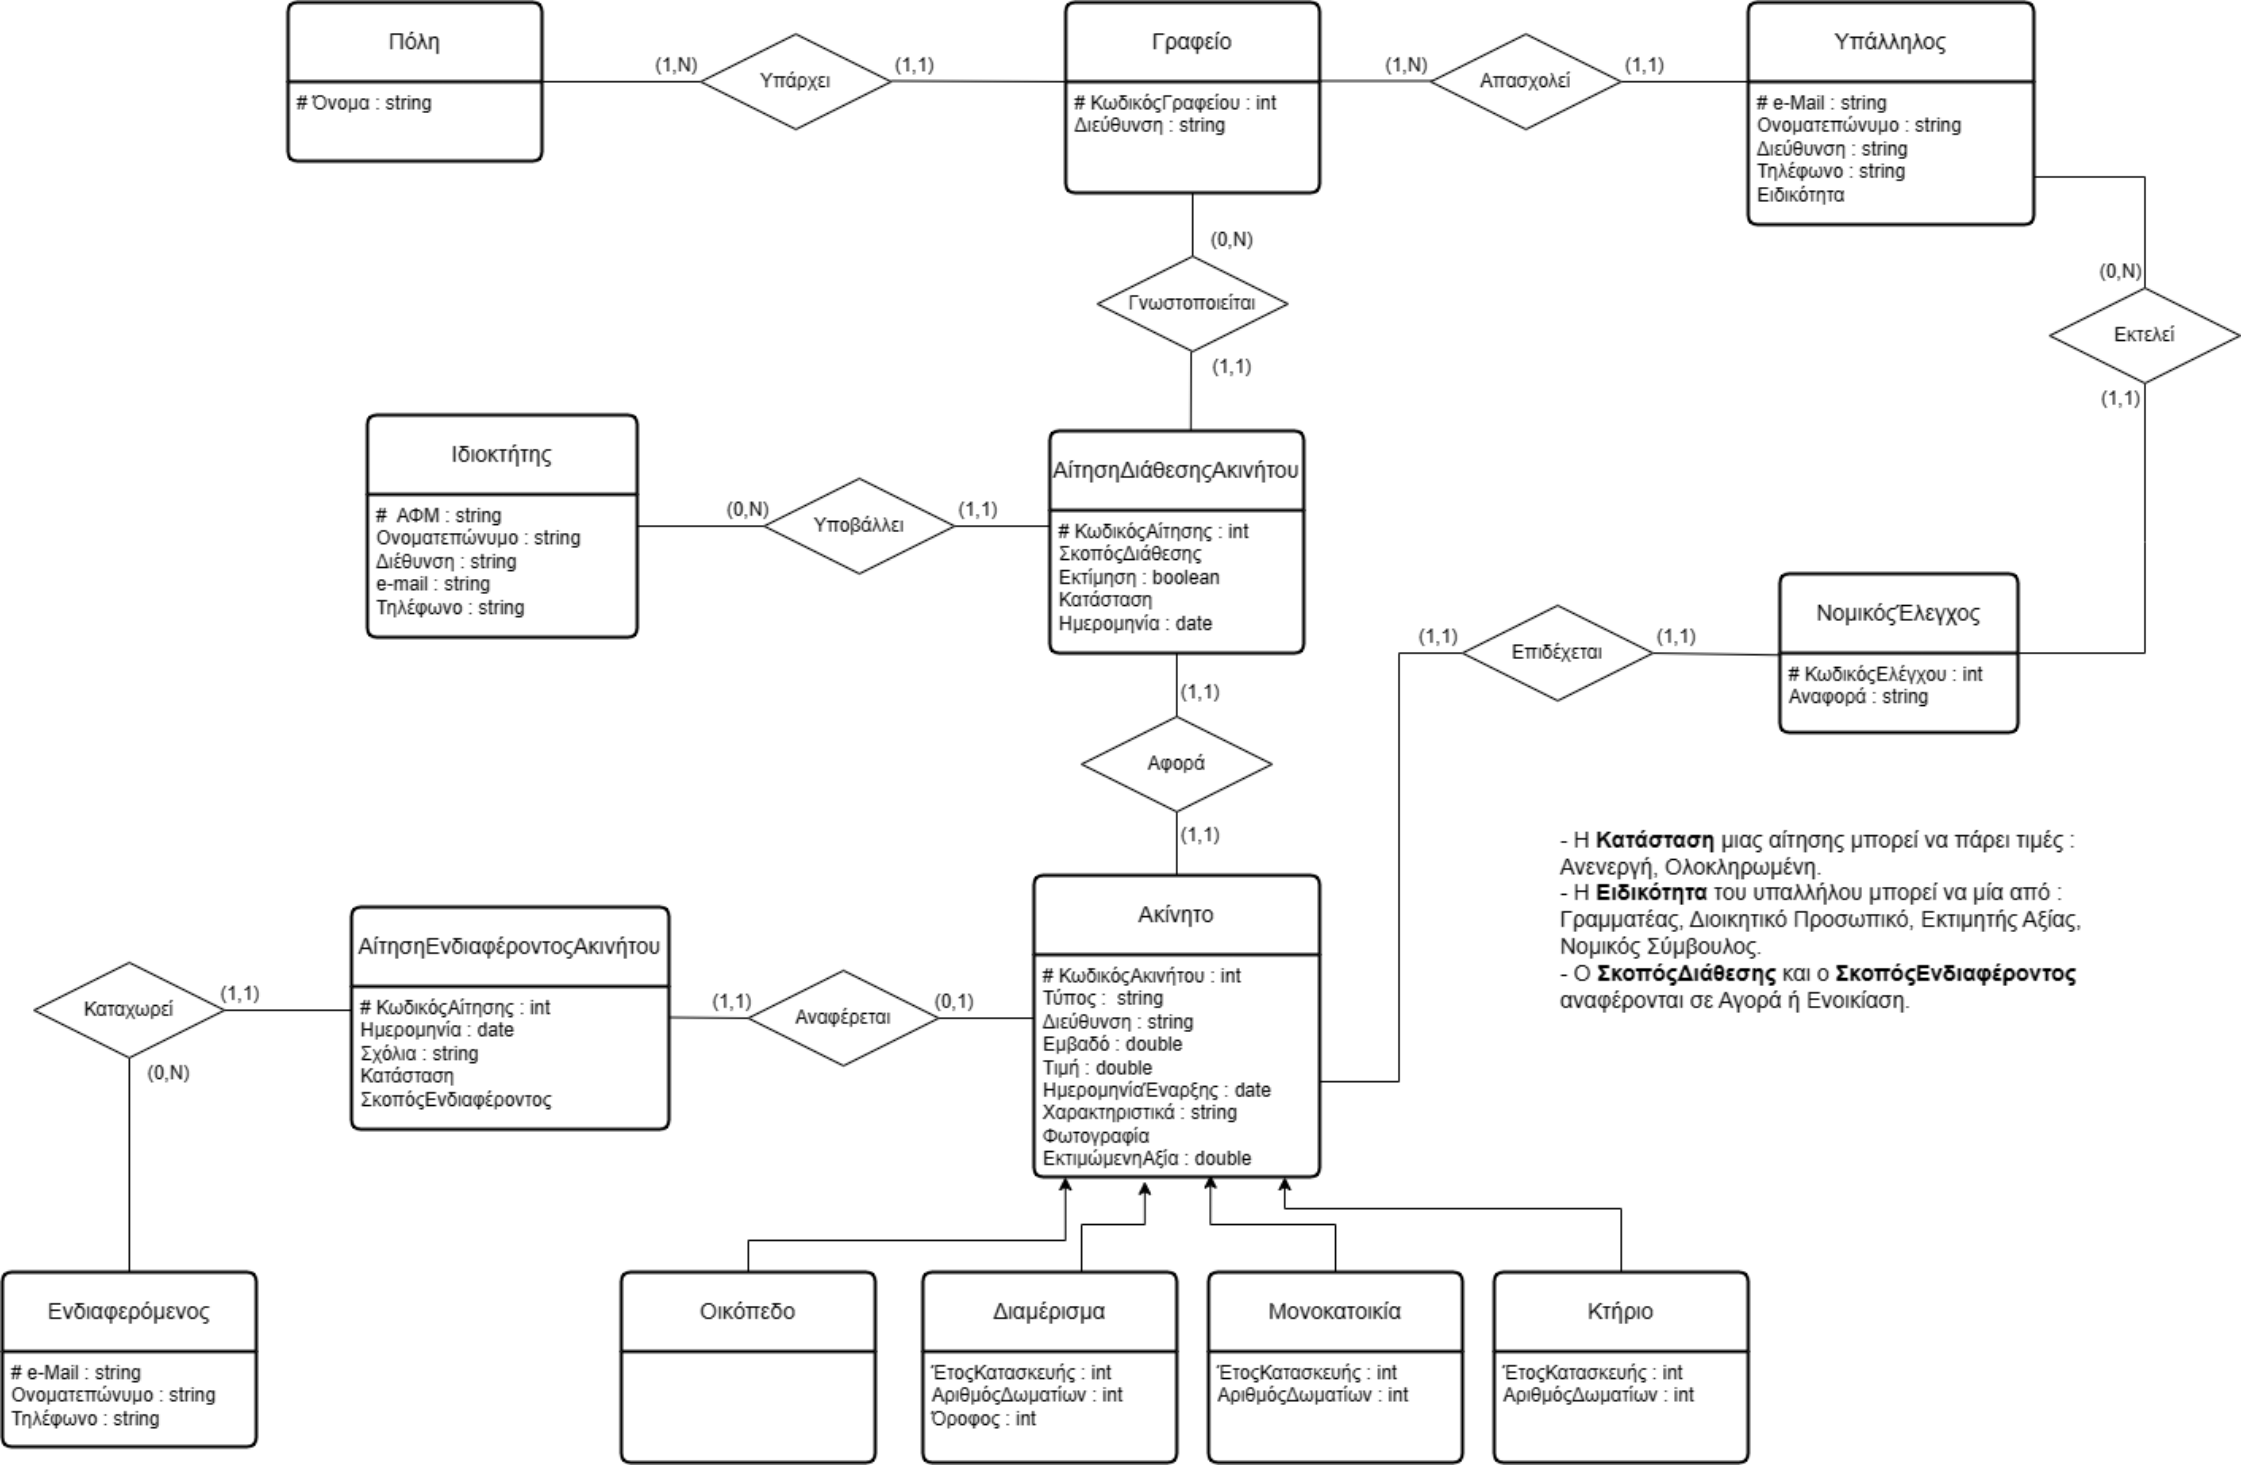 Πόλη
# Όνομα : string
(1,N)
Υπάρχει
(1,1)
Γραφείο
# ΚωδικόςΓραφείου : int
Διεύθυνση : string
(1,N)
Απασχολεί
(1,1)
Υπάλληλος
# e-Mail : string
Ονοματεπώνυμο : string
Διεύθυνση : string
Τηλέφωνο : string
Ειδικότητα
(0,N)
Γνωστοποιείται
(1,1)
(0,N)
Εκτελεί
(1,1)
Ιδιοκτήτης
# ΑΦΜ : string
Ονοματεπώνυμο : string
Διέθυνση : string
e-mail : string
Τηλέφωνο : string
(0,N)
Υποβάλλει
(1,1)
ΑίτησηΔιάθεσηςΑκινήτου
# ΚωδικόςΑίτησης : int
ΣκοπόςΔιάθεσης
Εκτίμηση : boolean
Κατάσταση
Ημερομηνία : date
(1,1)
Επιδέχεται
(1,1)
ΝομικόςΈλεγχος
# ΚωδικόςΕλέγχου : int
Αναφορά : string
(1,1)
Αφορά
(1,1)
- Η Κατάσταση μιας αίτησης μπορεί να πάρει τιμές :
Ανενεργή, Ολοκληρωμένη.
- Η Ειδικότητα του υπαλλήλου μπορεί να μία από :
Γραμματέας, Διοικητικό Προσωπικό, Εκτιμητής Αξίας,
Νομικός Σύμβουλος.
- Ο ΣκοπόςΔιάθεσης και ο ΣκοπόςΕνδιαφέροντος
αναφέρονται σε Αγορά ή Ενοικίαση.
Καταχωρεί
(1,1)
(0,N)
ΑίτησηΕνδιαφέροντοςΑκινήτου
# ΚωδικόςΑίτησης : int
Ημερομηνία : date
Σχόλια : string
Κατάσταση
ΣκοπόςΕνδιαφέροντος
(1,1)
Αναφέρεται
(0,1)
Ακίνητο
# ΚωδικόςΑκινήτου : int
Τύπος : string
Διεύθυνση : string
Εμβαδό : double
Τιμή : double
ΗμερομηνίαΈναρξης : date
Χαρακτηριστικά : string
Φωτογραφία
ΕκτιμώμενηΑξία : double
Ενδιαφερόμενος
# e-Mail : string
Ονοματεπώνυμο : string
Τηλέφωνο : string
Οικόπεδο
Διαμέρισμα
ΈτοςΚατασκευής : int
ΑριθμόςΔωματίων : int
Όροφος : int
Μονοκατοικία
ΈτοςΚατασκευής : int
ΑριθμόςΔωματίων : int
Κτήριο
ΈτοςΚατασκευής : int
ΑριθμόςΔωματίων : int